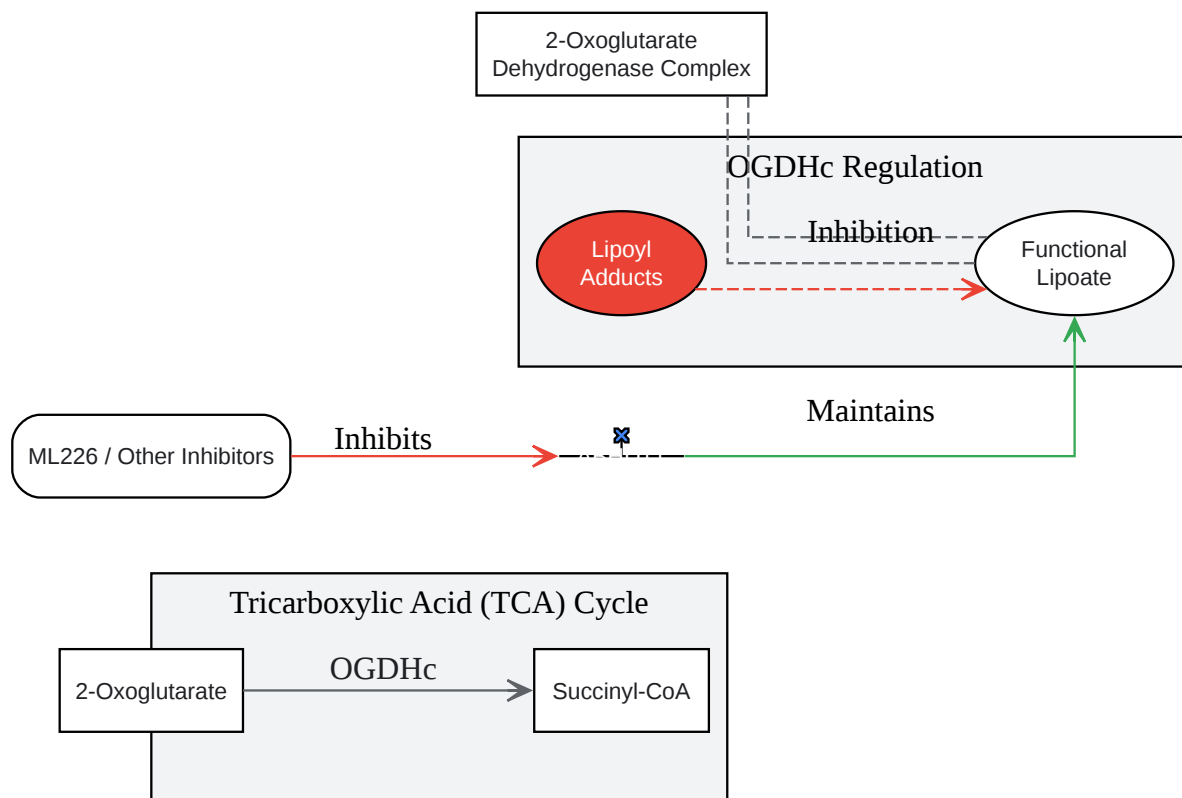 2-Oxoglutarate
Dehydrogenase Complex
OGDHc Regulation
Inhibition
Lipoyl
Adducts
Functional
Lipoate
Maintains
Inhibits
ML226 / Other Inhibitors
Tricarboxylic Acid (TCA) Cycle
OGDHc
2-Oxoglutarate
Succinyl-CoA